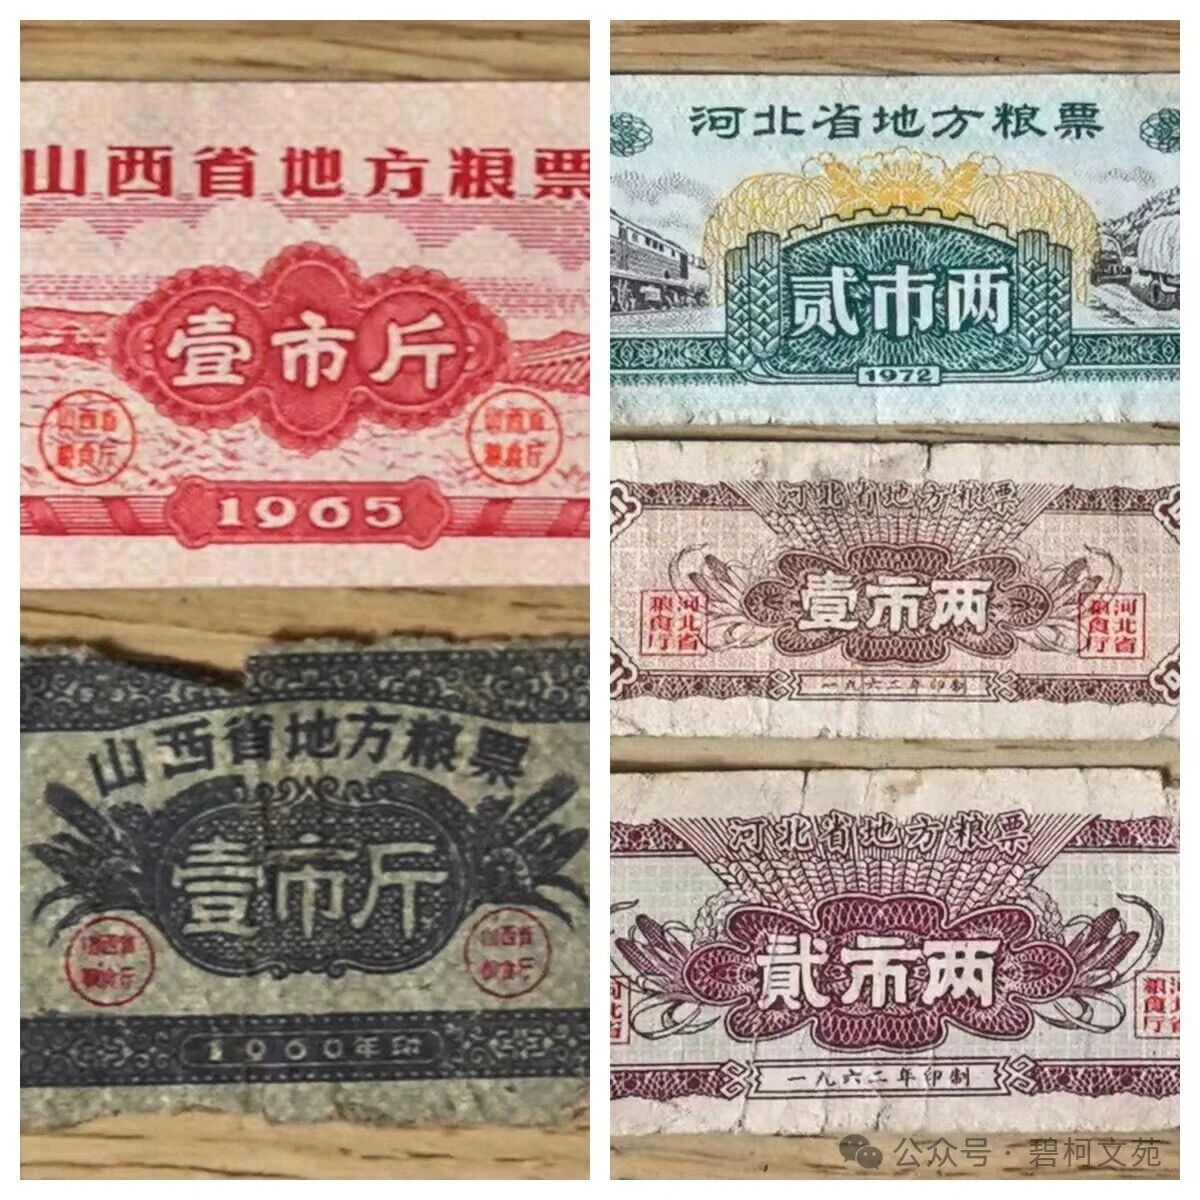 山西省地方粮票
壹市斤
山西省
粮食厅
山西省
粮食厅
1965
山西省地方粮票
壹市斤
山西省
粮食厅
山西省
粮食厅
1960年印
河北省地方粮票
贰市两
1972
河北省地方粮票
壹市两
河北省
粮食厅
河北省
粮食厅
一九六二年印制
河北省地方粮票
貳市两
河北省
粮食厅
一九六二年印制
公众号·碧柯文苑